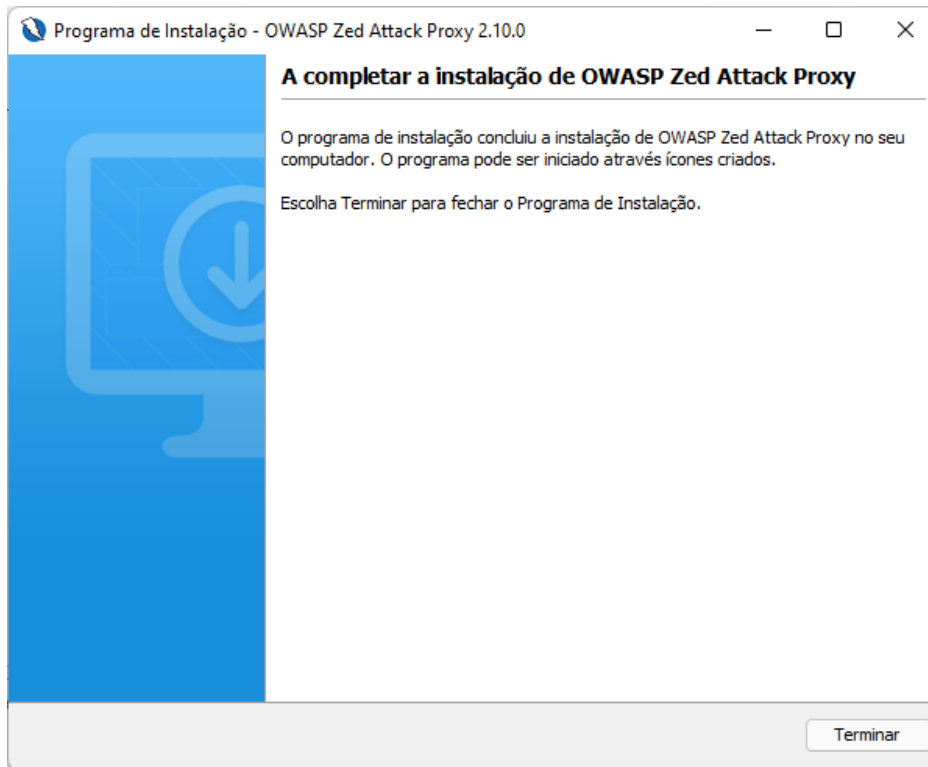 Programa de Instalação - OWASP Zed Attack Proxy 2.10.0
A completar a instalação de OWASP Zed Attack Proxy
O programa de instalação concluiu a instalação de OWASP Zed Attack Proxy no seu
computador. O programa pode ser iniciado através ícones criados.
Escolha Terminar para fechar o Programa de Instalação.
Terminar